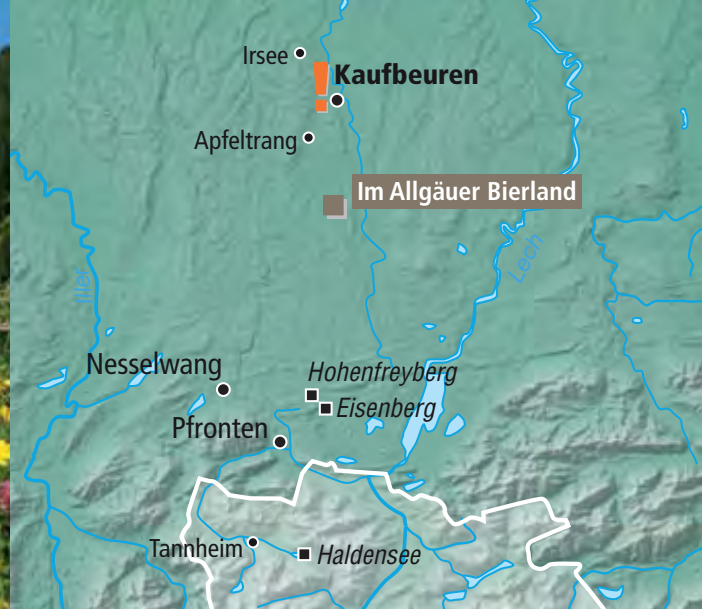 Irsee
Kaufbeuren
Apfeltrang
Im Allgäuer Bierland
Iller
Lech
Nesselwang
Hohenfreyberg
Eisenberg
Pfronten
Tannheim
Haldensee